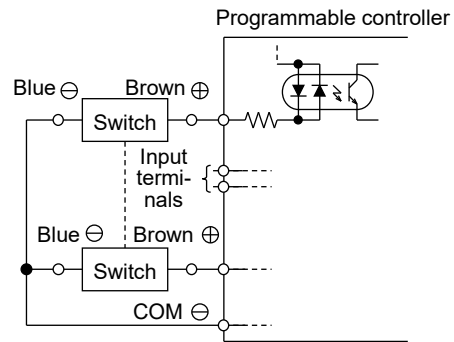 Programmable controller
Blue ⊖ Brown ⊕
Switch
Input
termi-
nals
Blue ⊖ Brown ⊕
Switch
COM ⊖